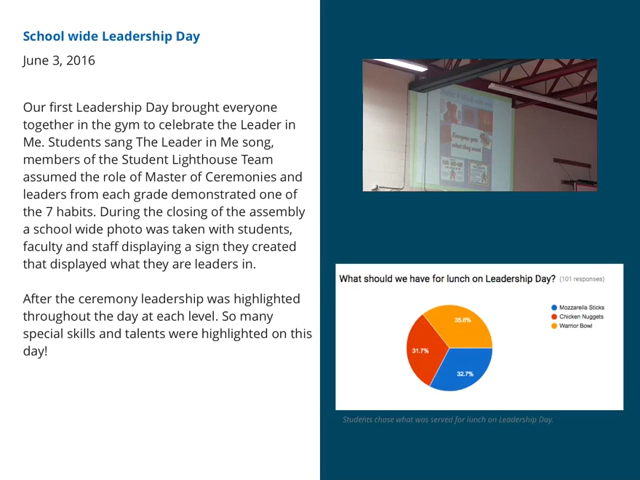 School wide Leadership Day
June 3, 2016
Our first Leadership Day brought everyone
together in the gym to celebrate the Leader in
Me. Students sang The Leader in Me song,
members of the Student Lighthouse Team
assumed the role of Master of Ceremonies and
leaders from each grade demonstrated one of
the 7 habits. During the closing of the assembly
a school wide photo was taken with students,
faculty and staff displaying a sign they created
that displayed what they are leaders in.
After the ceremony leadership was highlighted
throughout the day at each level. So many
special skills and talents were highlighted on this
day!
Everyone gets
what they need!
What should we have for lunch on Leadership Day? (101 responses)
Mozzarella Sticks
Chicken Nuggets
Warrior Bowl
35.6%
31.7%
32.7%
Students chose what was served for lunch on Leadership Day.